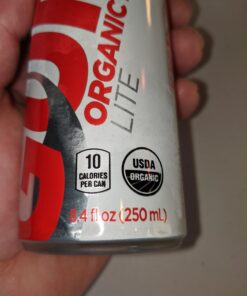 ORGANIC
LITE
10
CALORIES
PER CAN
USDA
ORGANIC
8.4 fl oz (250 mL)